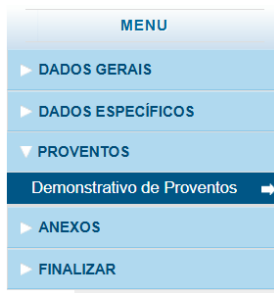 MENU
DADOS GERAIS
DADOS ESPECÍFICOS
PROVENTOS
Demonstrativo de Proventos
ANEXOS
FINALIZAR